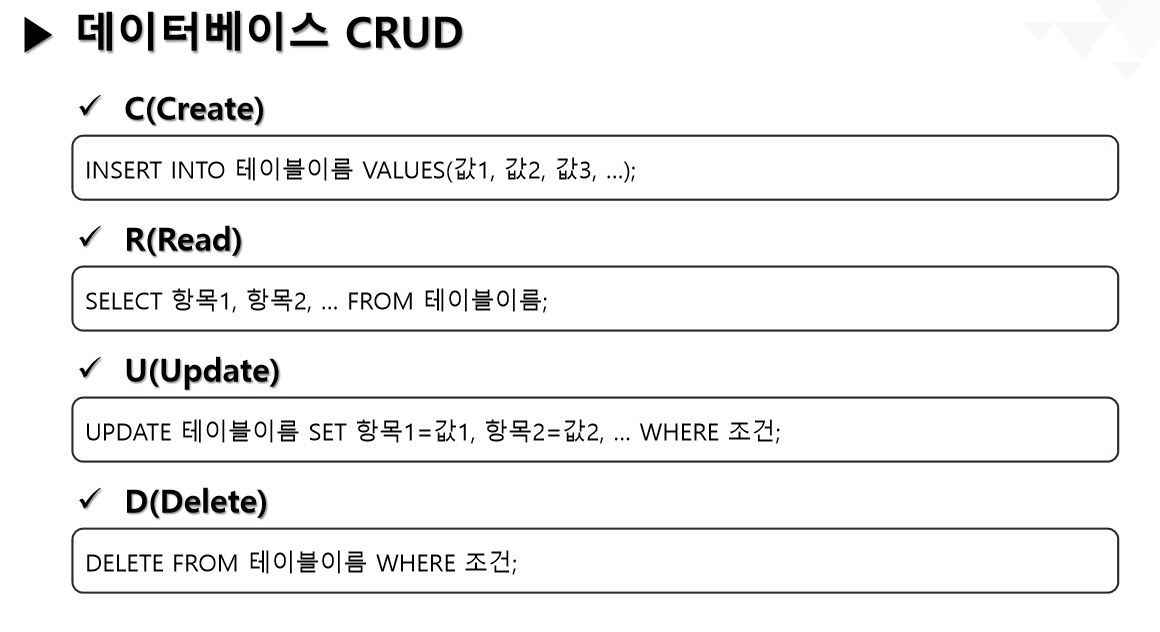 ▶ 데이터베이스 CRUD
✓ C(Create)
INSERT INTO 테이블이름 VALUES(값1, 값2, 값3, …);
✓ R(Read)
SELECT 항목1, 항목2, … FROM 테이블이름;
✓ U(Update)
UPDATE 테이블이름 SET 항목1=값1, 항목2=값2, … WHERE 조건;
✓ D(Delete)
DELETE FROM 테이블이름 WHERE 조건;